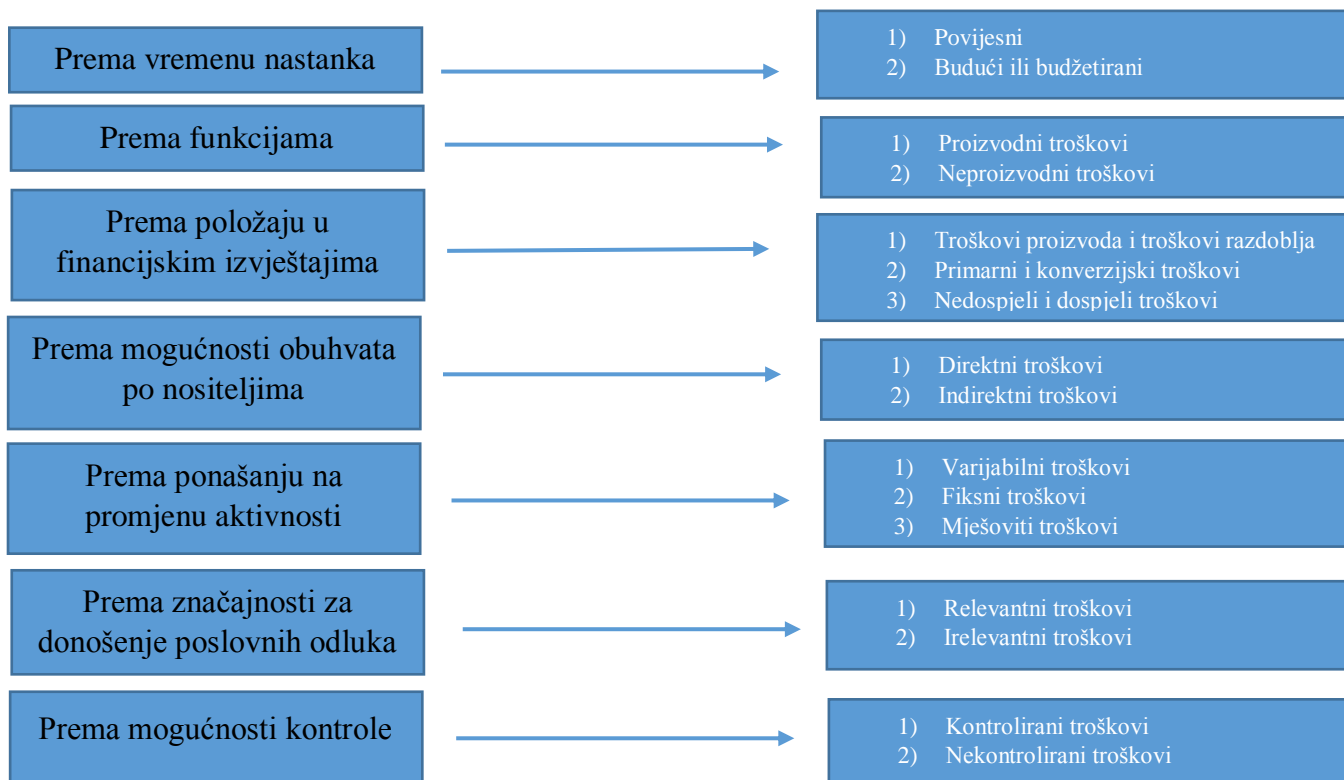 Prema vremenu nastanka
1) Povijesni
2) Budući ili budžetirani
Prema funkcijama
1) Proizvodni troškovi
2) Neproizvodni troškovi
Prema položaju u
financijskim izvještajima
1) Troškovi proizvoda i troškovi razdoblja
2) Primarni i konverzijski troškovi
3) Nedospjeli i dospjeli troškovi
Prema mogućnosti obuhvata
po nositeljima
1) Direktni troškovi
2) Indirektni troškovi
Prema ponašanju na
promjenu aktivnosti
1) Varijabilni troškovi
2) Fiksni troškovi
3) Mješoviti troškovi
Prema značajnosti za
donošenje poslovnih odluka
1) Relevantni troškovi
2) Irelevantni troškovi
Prema mogućnosti kontrole
1) Kontrolirani troškovi
2) Nekontrolirani troškovi